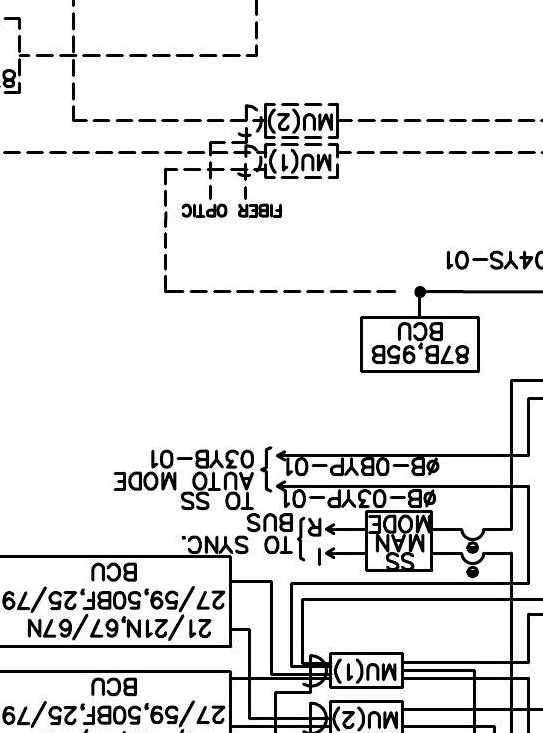 MU(2)
27/59,50BF,25/79
BCU
MU(1)
21/21N,67/67N
27/59,50BF,25/79
BCU
SS
MAN
MODE
I
R
TO SYNC.
BUS
ØB-03YP-01
ØB-0BYP-01
TO SS
AUTO MODE
03YB-01
87B,95B
BCU
04YS-01
FIBER OPTIC
MU(1)
MU(2)